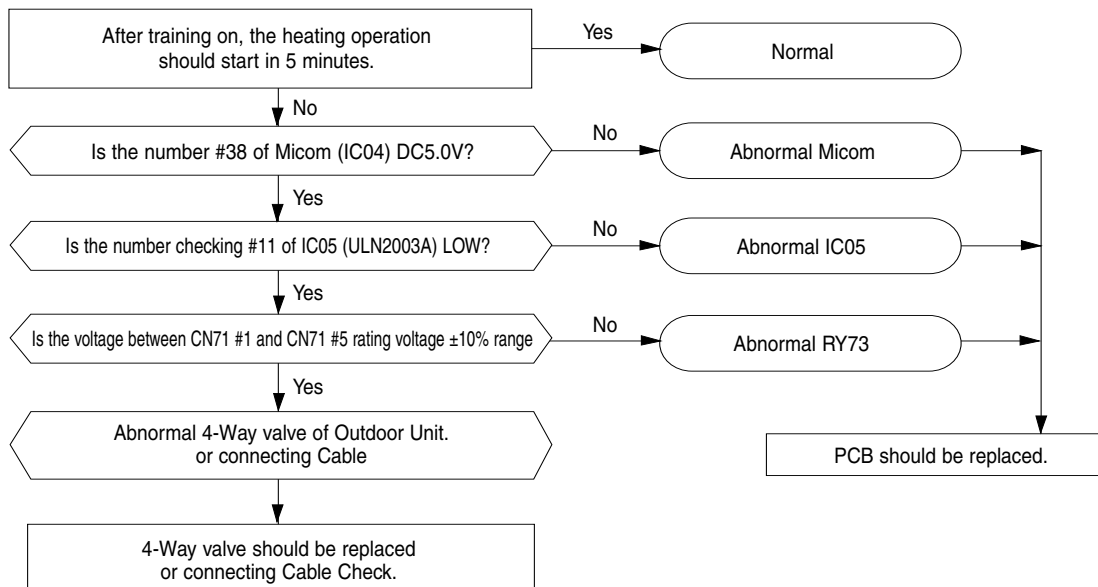 After training on, the heating operation
should start in 5 minutes.
Yes
Normal
No
Is the number #38 of Micom (IC04) DC5.0V?
No
Abnormal Micom
Yes
Is the number checking #11 of IC05 (ULN2003A) LOW?
No
Abnormal IC05
Yes
Is the voltage between CN71 #1 and CN71 #5 rating voltage ±10% range
No
Abnormal RY73
Yes
Abnormal 4-Way valve of Outdoor Unit.
or connecting Cable
PCB should be replaced.
4-Way valve should be replaced
or connecting Cable Check.